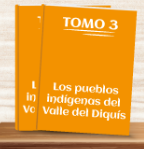 TOMO 3
Los pueblos
indígenas del
Valle del Diquís